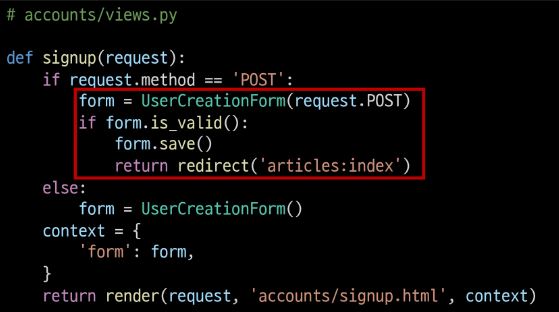 # accounts/views.py
def signup(request):
    if request.method == 'POST':
        form = UserCreationForm(request.POST)
        if form.is_valid():
            form.save()
            return redirect('articles:index')
    else:
        form = UserCreationForm()
    context = {
        'form': form,
    }
    return render(request, 'accounts/signup.html', context)